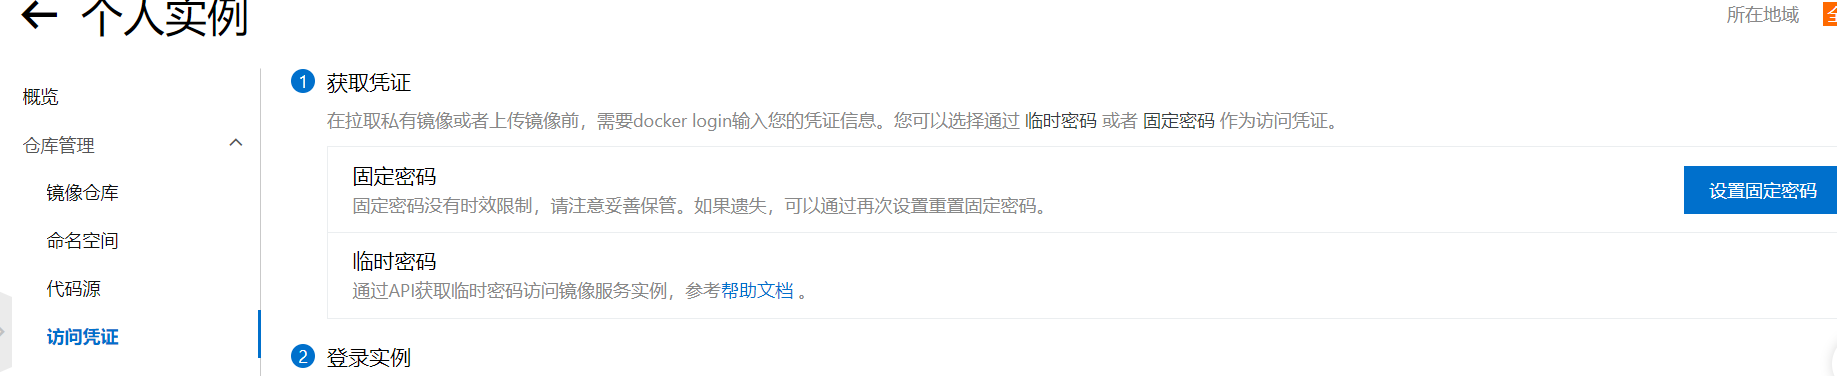 个人实例
所在地域
概览
仓库管理
镜像仓库
命名空间
代码源
访问凭证
1 获取凭证
在拉取私有镜像或者上传镜像前，需要docker login输入您的凭证信息。您可以选择通过 临时密码 或者 固定密码 作为访问凭证。
固定密码
固定密码没有时效限制，请注意妥善保管。如果遗失，可以通过再次设置重置固定密码。
设置固定密码
临时密码
通过API获取临时密码访问镜像服务实例，参考帮助文档 。
2 登录实例